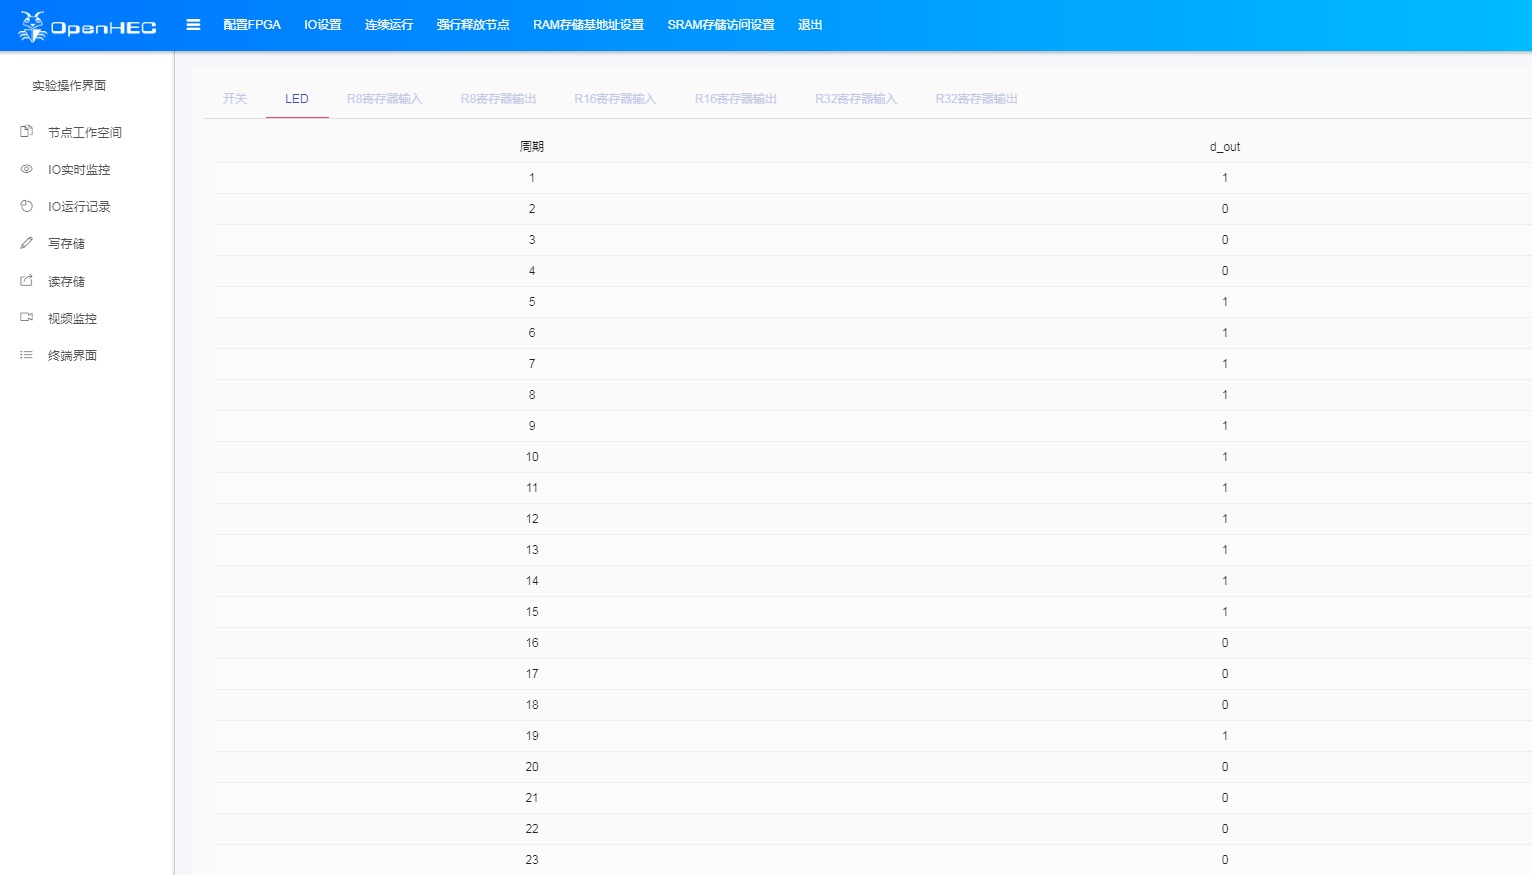 OpenHEC 配置FPGA IO设置 连续运行 强行释放节点 RAM存储基地址设置 SRAM存储访问设置 退出
实验操作界面
节点工作空间
IO实时监控
IO运行记录
写存储
读存储
视频监控
终端界面
开关 LED R8寄存器输入 R8寄存器输出 R16寄存器输入 R16寄存器输出 R32寄存器输入 R32寄存器输出
周期 d_out
1 1
2 0
3 0
4 0
5 1
6 1
7 1
8 1
9 1
10 1
11 1
12 1
13 1
14 1
15 1
16 0
17 0
18 0
19 1
20 0
21 0
22 0
23 0